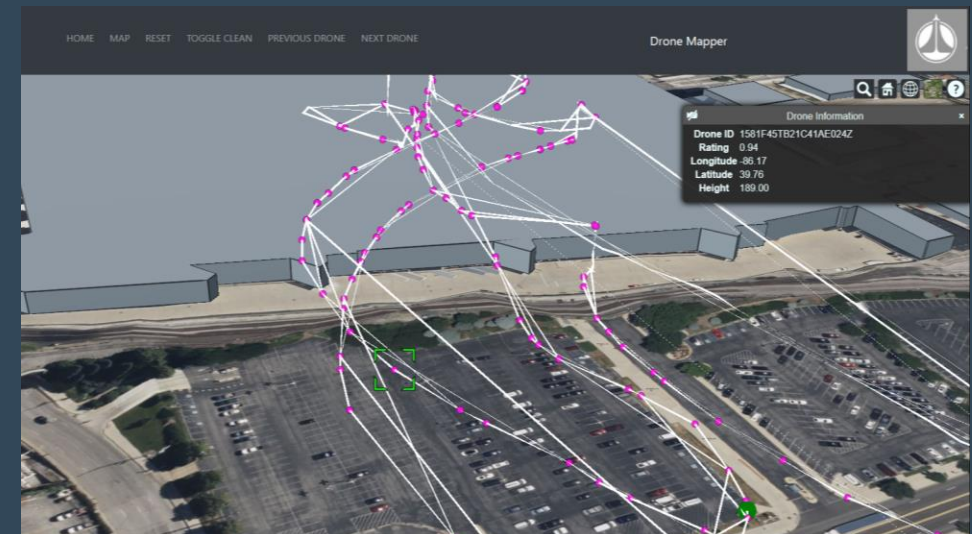 HOME MAP RESET TOGGLE CLEAN PREVIOUS DRONE NEXT DRONE
Drone Mapper
Drone Information
Drone ID 1581F45TB21C41AE024Z
Rating 0.94
Longitude -86.17
Latitude 39.76
Height 189.00